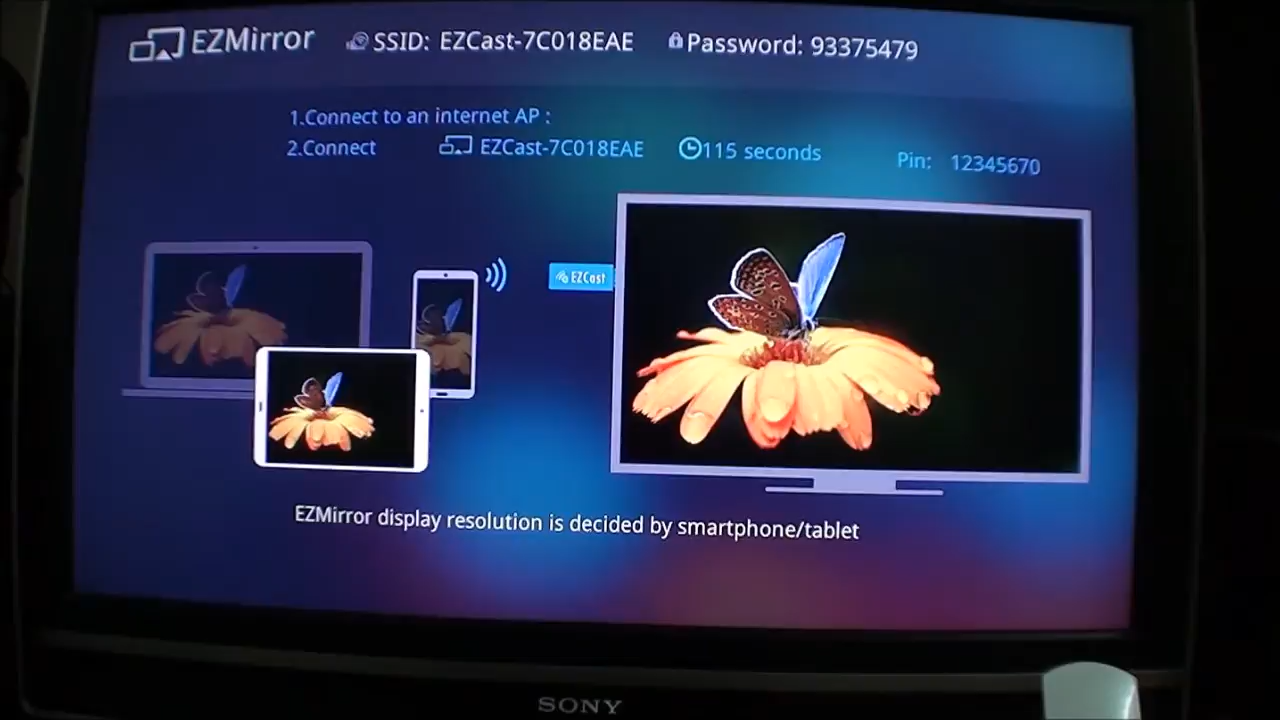 EZMirror SSID: EZCast-7C018EAE Password: 93375479
1.Connect to an internet AP :
2.Connect EZCast-7C018EAE 115 seconds Pin: 12345670
EZCast
EZMirror display resolution is decided by smartphone/tablet
SONY